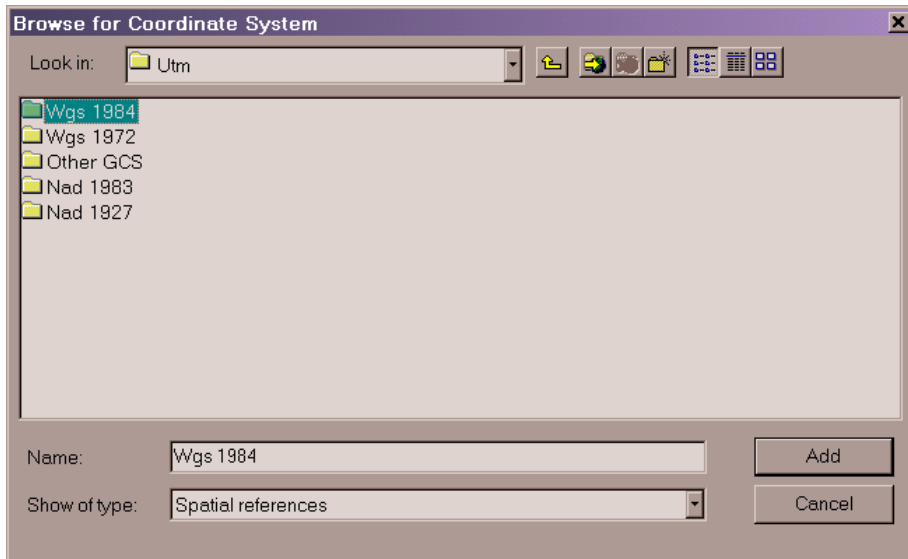 Browse for Coordinate System
Look in: Utm
Wgs 1984
Wgs 1972
Other GCS
Nad 1983
Nad 1927
Name: Wgs 1984 Add
Show of type: Spatial references Cancel